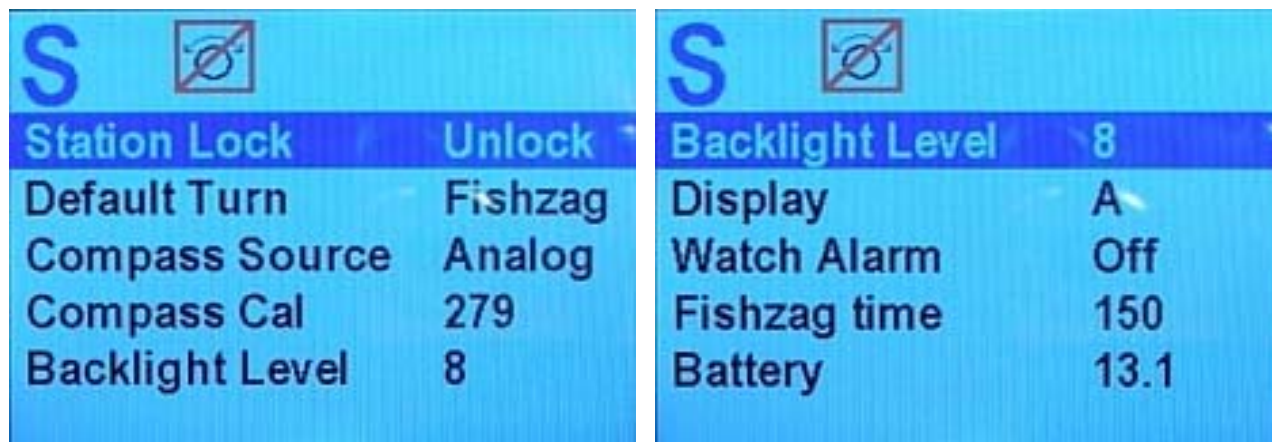 S
Station Lock Unlock
Default Turn Fishzag
Compass Source Analog
Compass Cal 279
Backlight Level 8
S
Backlight Level 8
Display A
Watch Alarm Off
Fishzag time 150
Battery 13.1